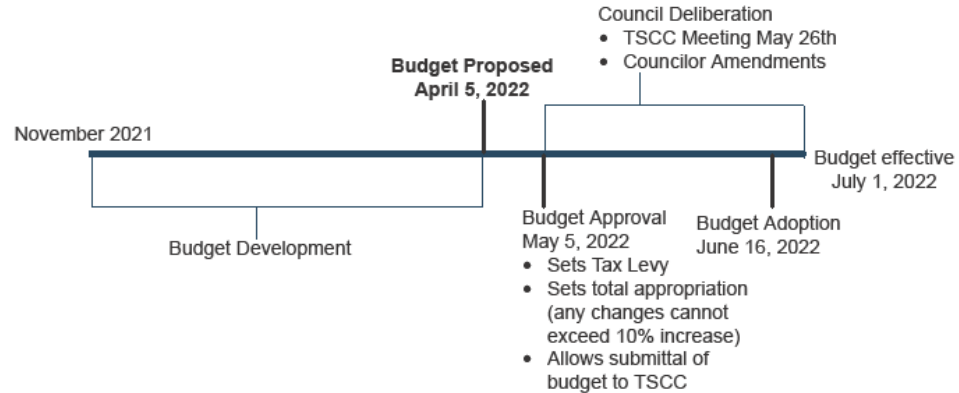 Council Deliberation
• TSCC Meeting May 26th
• Councilor Amendments
Budget Proposed
April 5, 2022
November 2021
Budget effective
July 1, 2022
Budget Development
Budget Approval
May 5, 2022
• Sets Tax Levy
• Sets total appropriation
(any changes cannot
exceed 10% increase)
• Allows submittal of
budget to TSCC
Budget Adoption
June 16, 2022